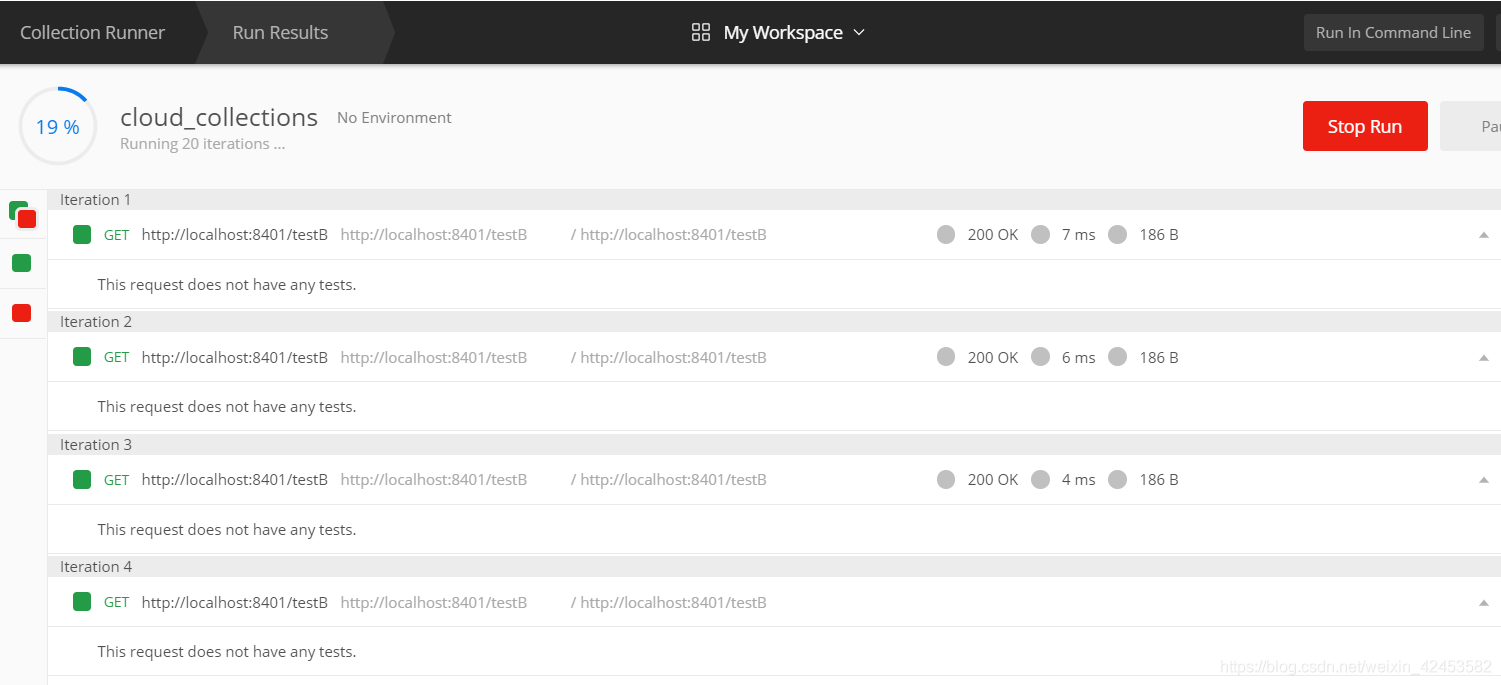 Collection Runner Run Results My Workspace Run In Command Line
19 %
cloud_collections No Environment
Running 20 iterations ...
Stop Run
Pau
Iteration 1
GET http://localhost:8401/testB http://localhost:8401/testB / http://localhost:8401/testB 200 OK 7 ms 186 B
This request does not have any tests.
Iteration 2
GET http://localhost:8401/testB http://localhost:8401/testB / http://localhost:8401/testB 200 OK 6 ms 186 B
This request does not have any tests.
Iteration 3
GET http://localhost:8401/testB http://localhost:8401/testB / http://localhost:8401/testB 200 OK 4 ms 186 B
This request does not have any tests.
Iteration 4
GET http://localhost:8401/testB http://localhost:8401/testB / http://localhost:8401/testB
This request does not have any tests.
https://blog.csdn.net/weixin_42453582